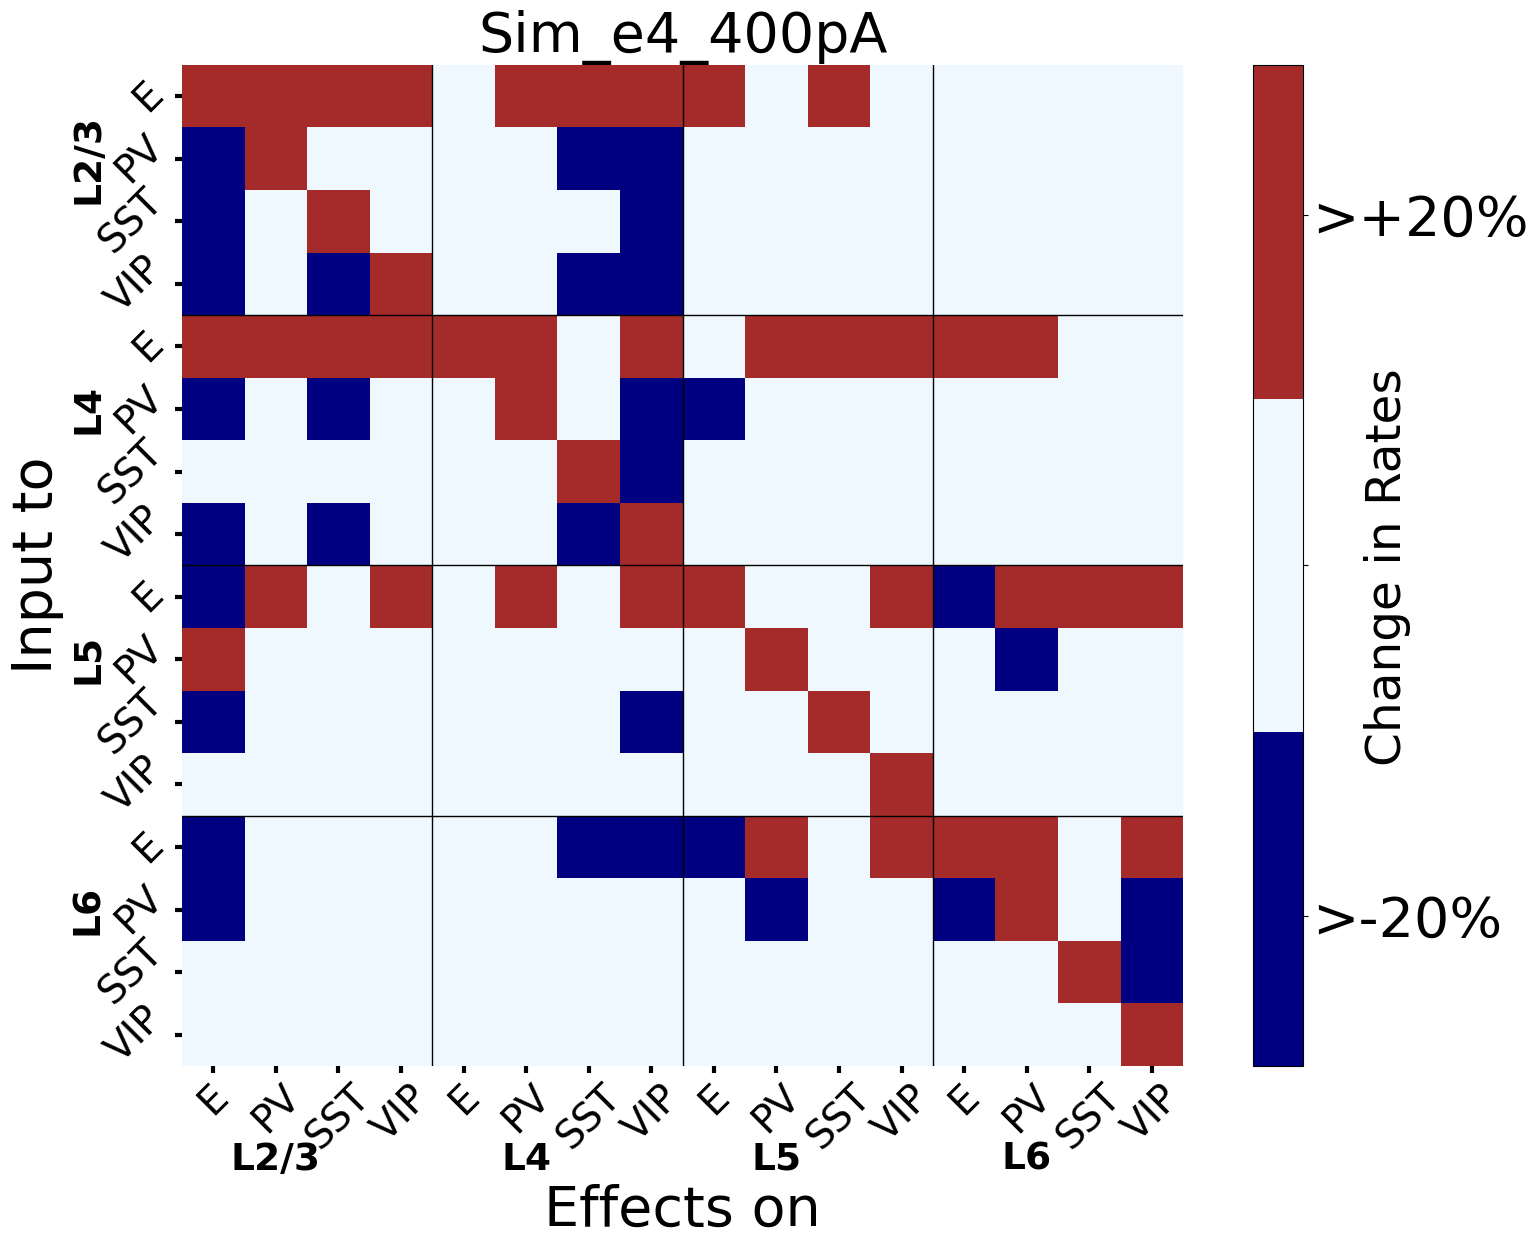 Sim_e4_400pA
Input to
L2/3
E
PV
SST
VIP
L4
E
PV
SST
VIP
L5
E
PV
SST
VIP
L6
E
PV
SST
VIP
E PV SST VIP E PV SST VIP E PV SST VIP E PV SST VIP
L2/3 L4 L5 L6
Effects on
>+20%
>-20%
Change in Rates